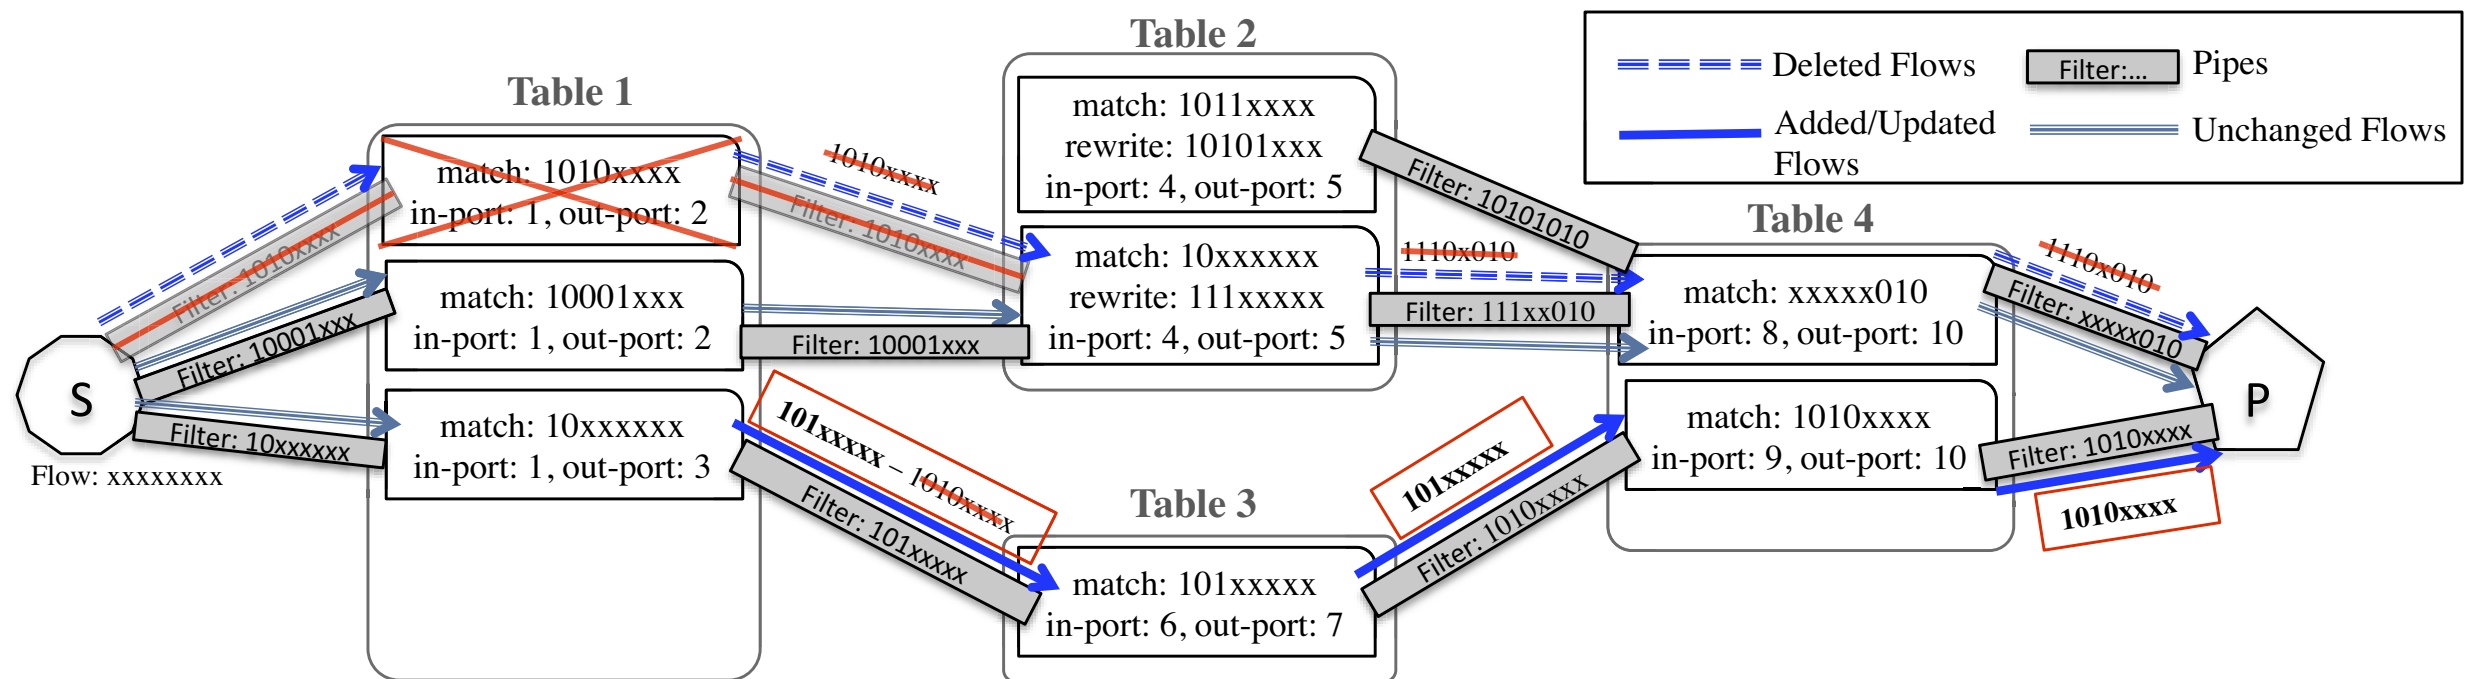 Table 1
match: 1010xxxx
in-port: 1, out-port: 2
match: 10001xxx
in-port: 1, out-port: 2
match: 10xxxxxx
in-port: 1, out-port: 3
S
Flow: xxxxxxxx
Filter: 1010xxxx
Filter: 10001xxx
Filter: 10xxxxxx
1010xxxx
Filter: 1010xxxx
Filter: 10001xxx
101xxxxx – 1010xxxx
Filter: 101xxxxx
Table 2
match: 1011xxxx
rewrite: 10101xxx
in-port: 4, out-port: 5
match: 10xxxxxx
rewrite: 111xxxxx
in-port: 4, out-port: 5
Table 3
match: 101xxxxx
in-port: 6, out-port: 7
Filter: 10101010
1110x010
Filter: 111xx010
101xxxxx
Filter: 1010xxxx
Table 4
match: xxxxx010
in-port: 8, out-port: 10
match: 1010xxxx
in-port: 9, out-port: 10
1110x010
Filter: xxxxx010
Filter: 1010xxxx
1010xxxx
P
Deleted Flows
Filter:...
Pipes
Added/Updated
Flows
Unchanged Flows